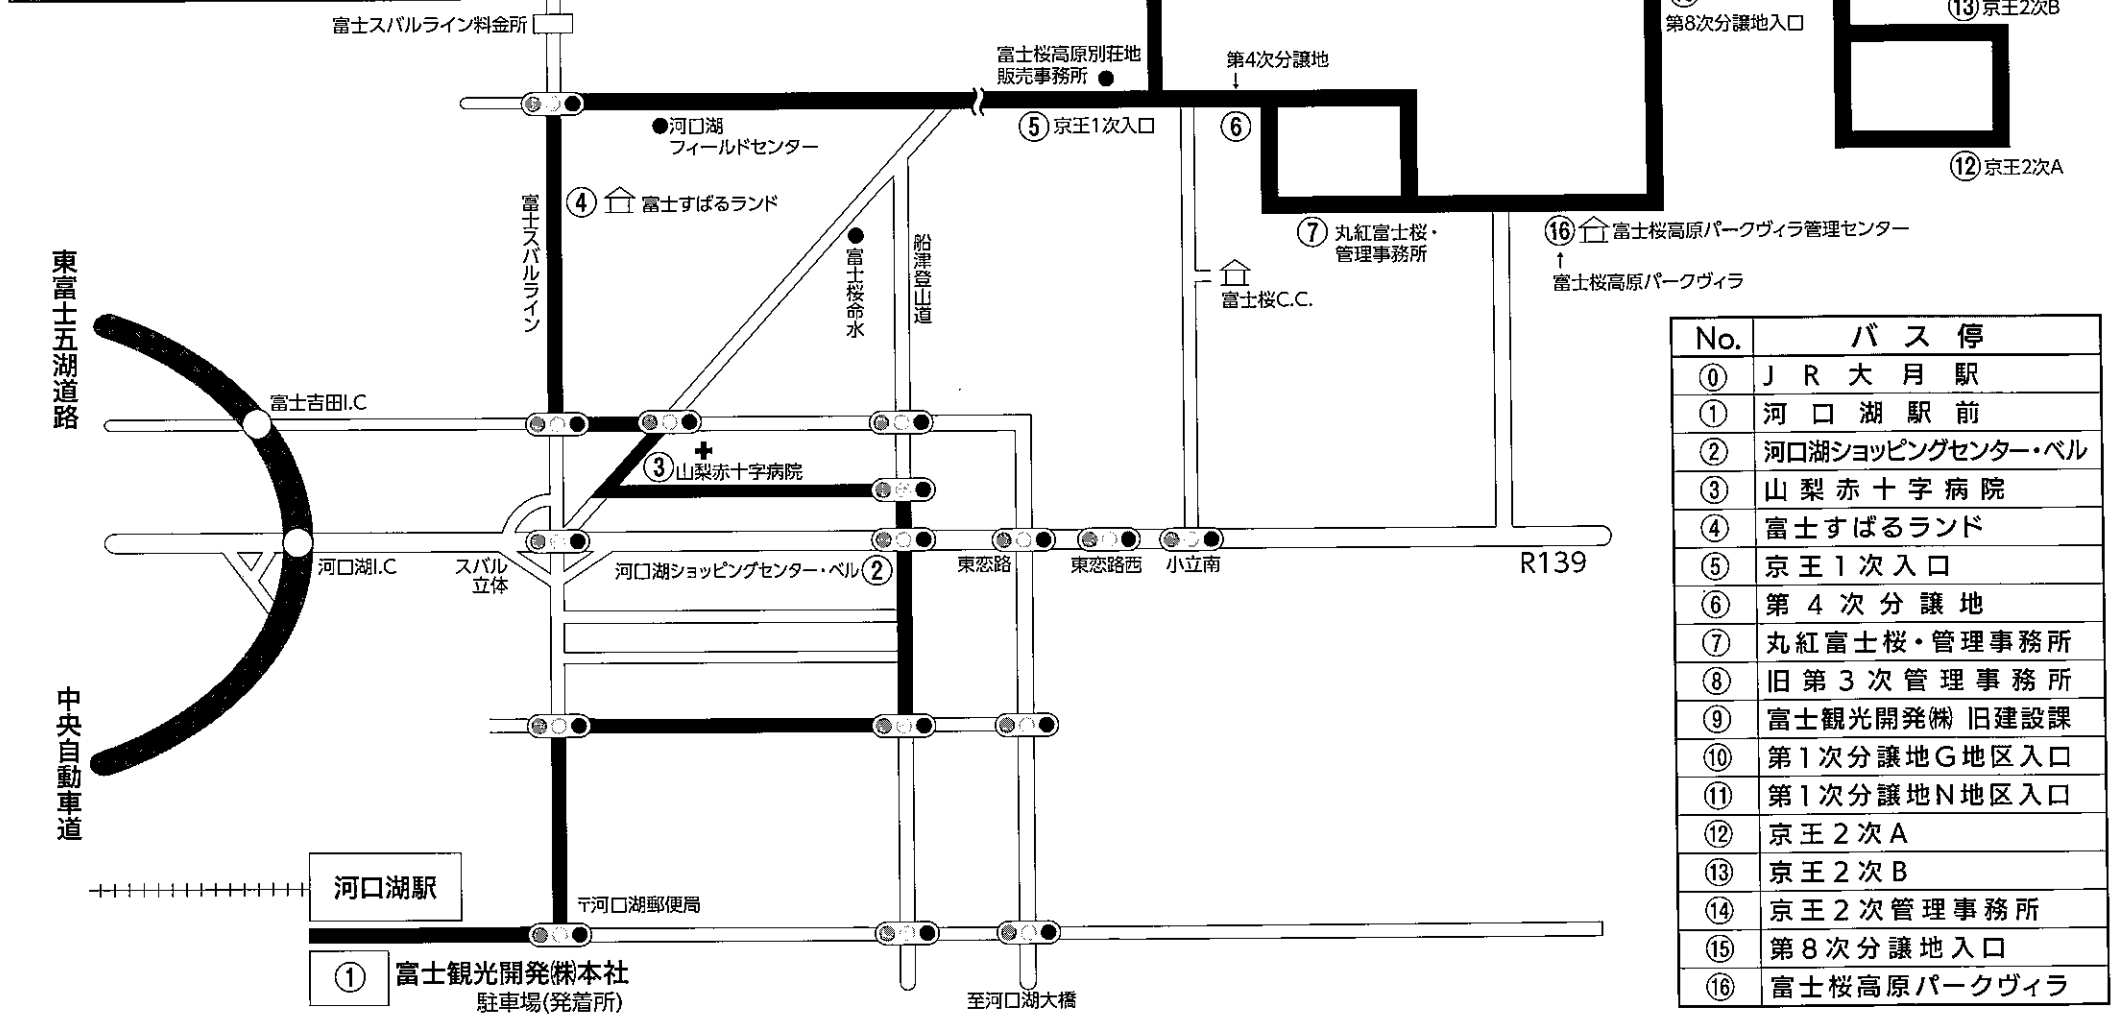 富士スバルライン料金所
第8次分譲地入口
⑬京王2次B
富士桜高原別荘地
販売事務所
第4次分譲地
河口湖
フィールドセンター
⑤京王1次入口
⑥
⑫京王2次A
④
富士すばるランド
富士スバルライン
富士桜命水
船津登山道
⑦丸紅富士桜・
管理事務所
⑯
富士桜高原パークヴィラ管理センター
富士桜高原パークヴィラ
富士桜C.C.
東富士五湖道路
富士吉田I.C
③山梨赤十字病院
河口湖I.C
スバル
立体
河口湖ショッピングセンター・ベル②
東恋路
東恋路西
小立南
R139
中央自動車道
河口湖駅
〒河口湖郵便局
①
富士観光開発㈱本社
駐車場(発着所)
至河口湖大橋
No. バス停
⓪ JR大月駅
① 河口湖駅前
② 河口湖ショッピングセンター・ベル
③ 山梨赤十字病院
④ 富士すばるランド
⑤ 京王1次入口
⑥ 第4次分譲地
⑦ 丸紅富士桜・管理事務所
⑧ 旧第3次管理事務所
⑨ 富士観光開発㈱ 旧建設課
⑩ 第1次分譲地G地区入口
⑪ 第1次分譲地N地区入口
⑫ 京王2次A
⑬ 京王2次B
⑭ 京王2次管理事務所
⑮ 第8次分譲地入口
⑯ 富士桜高原パークヴィラ